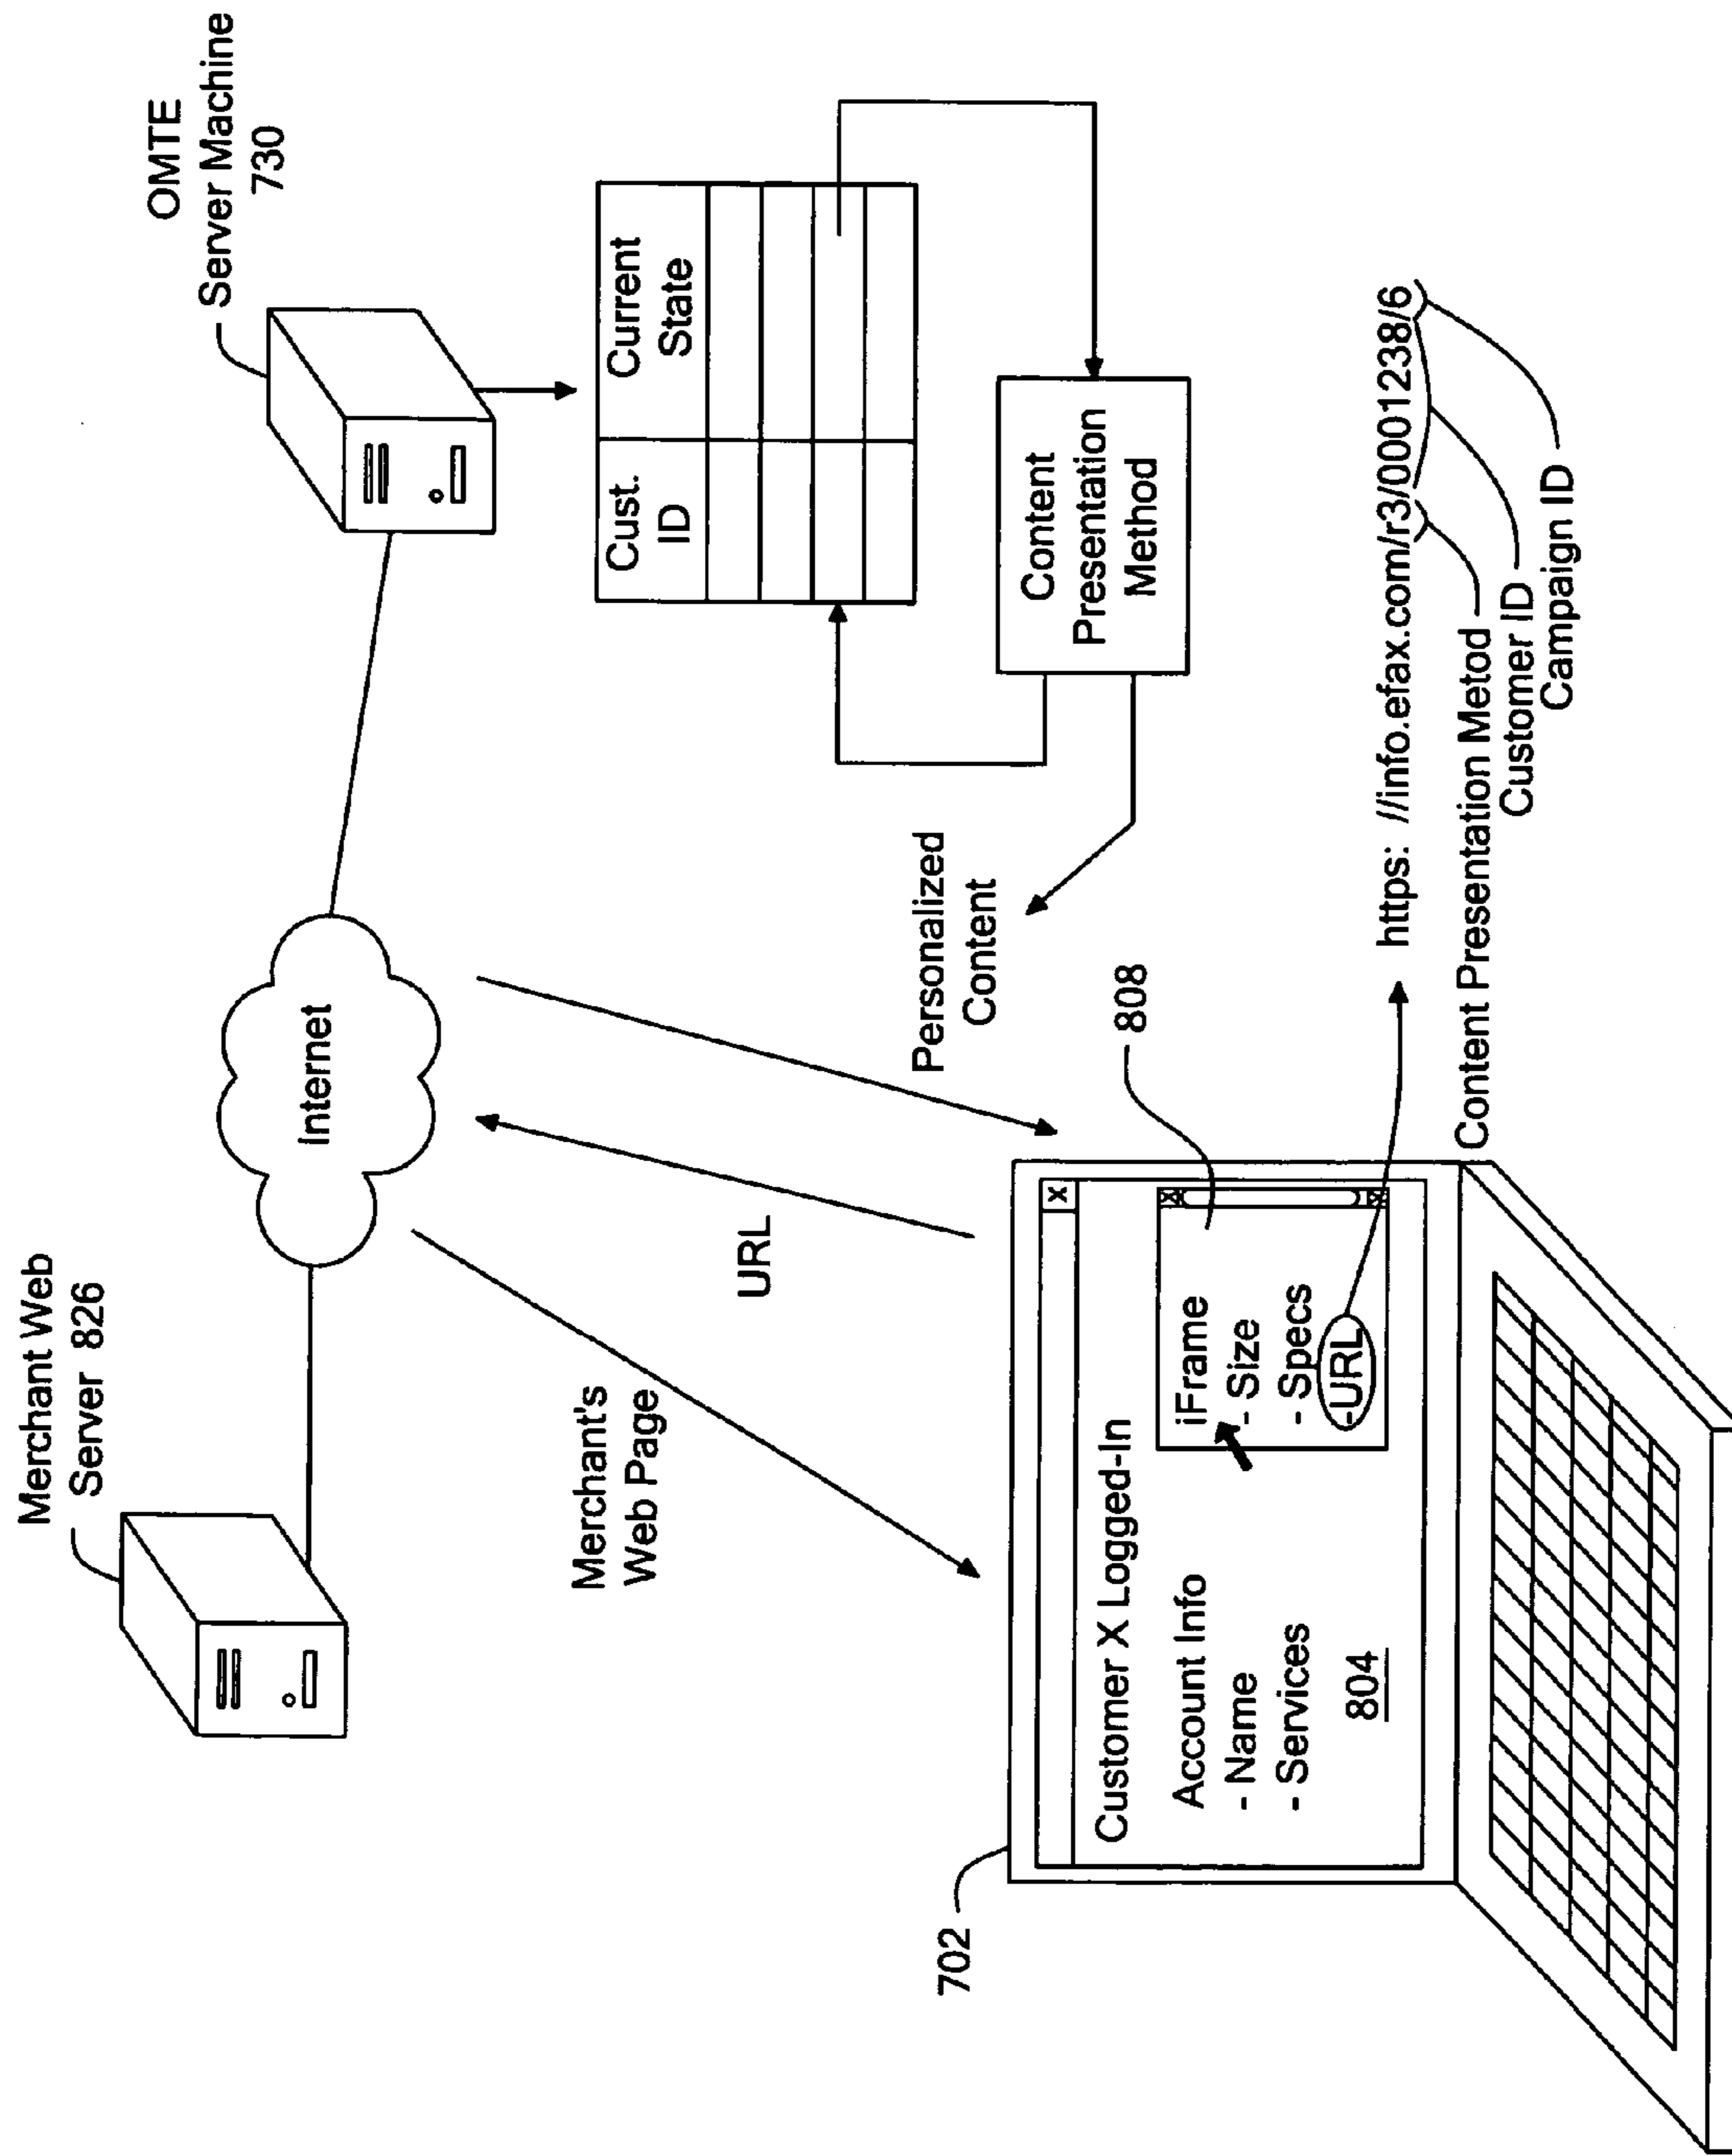 Merchant Web
Server 826
OMTE
Server Machine
730
Internet
Merchant's
Web Page
URL
Cust.
ID
Current
State
Personalized
Content
Content
Presentation
Method
702
X
Customer X Logged-In
Account Info
- Name
- Services
804
iFrame
- Size
- Specs
-URL
808
https: //info.efax.com/r3/0001238/6
Content Presentation Metod
Customer ID
Campaign ID